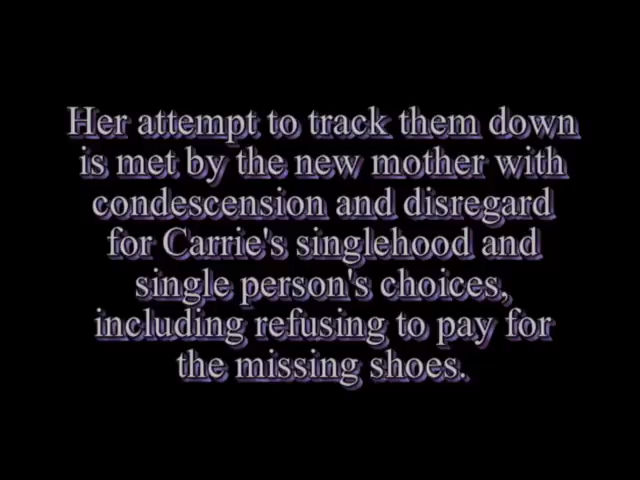 Her attempt to track them down
is met by the new mother with
condescension and disregard
for Carrie's singlehood and
single person's choices,
including refusing to pay for
the missing shoes.